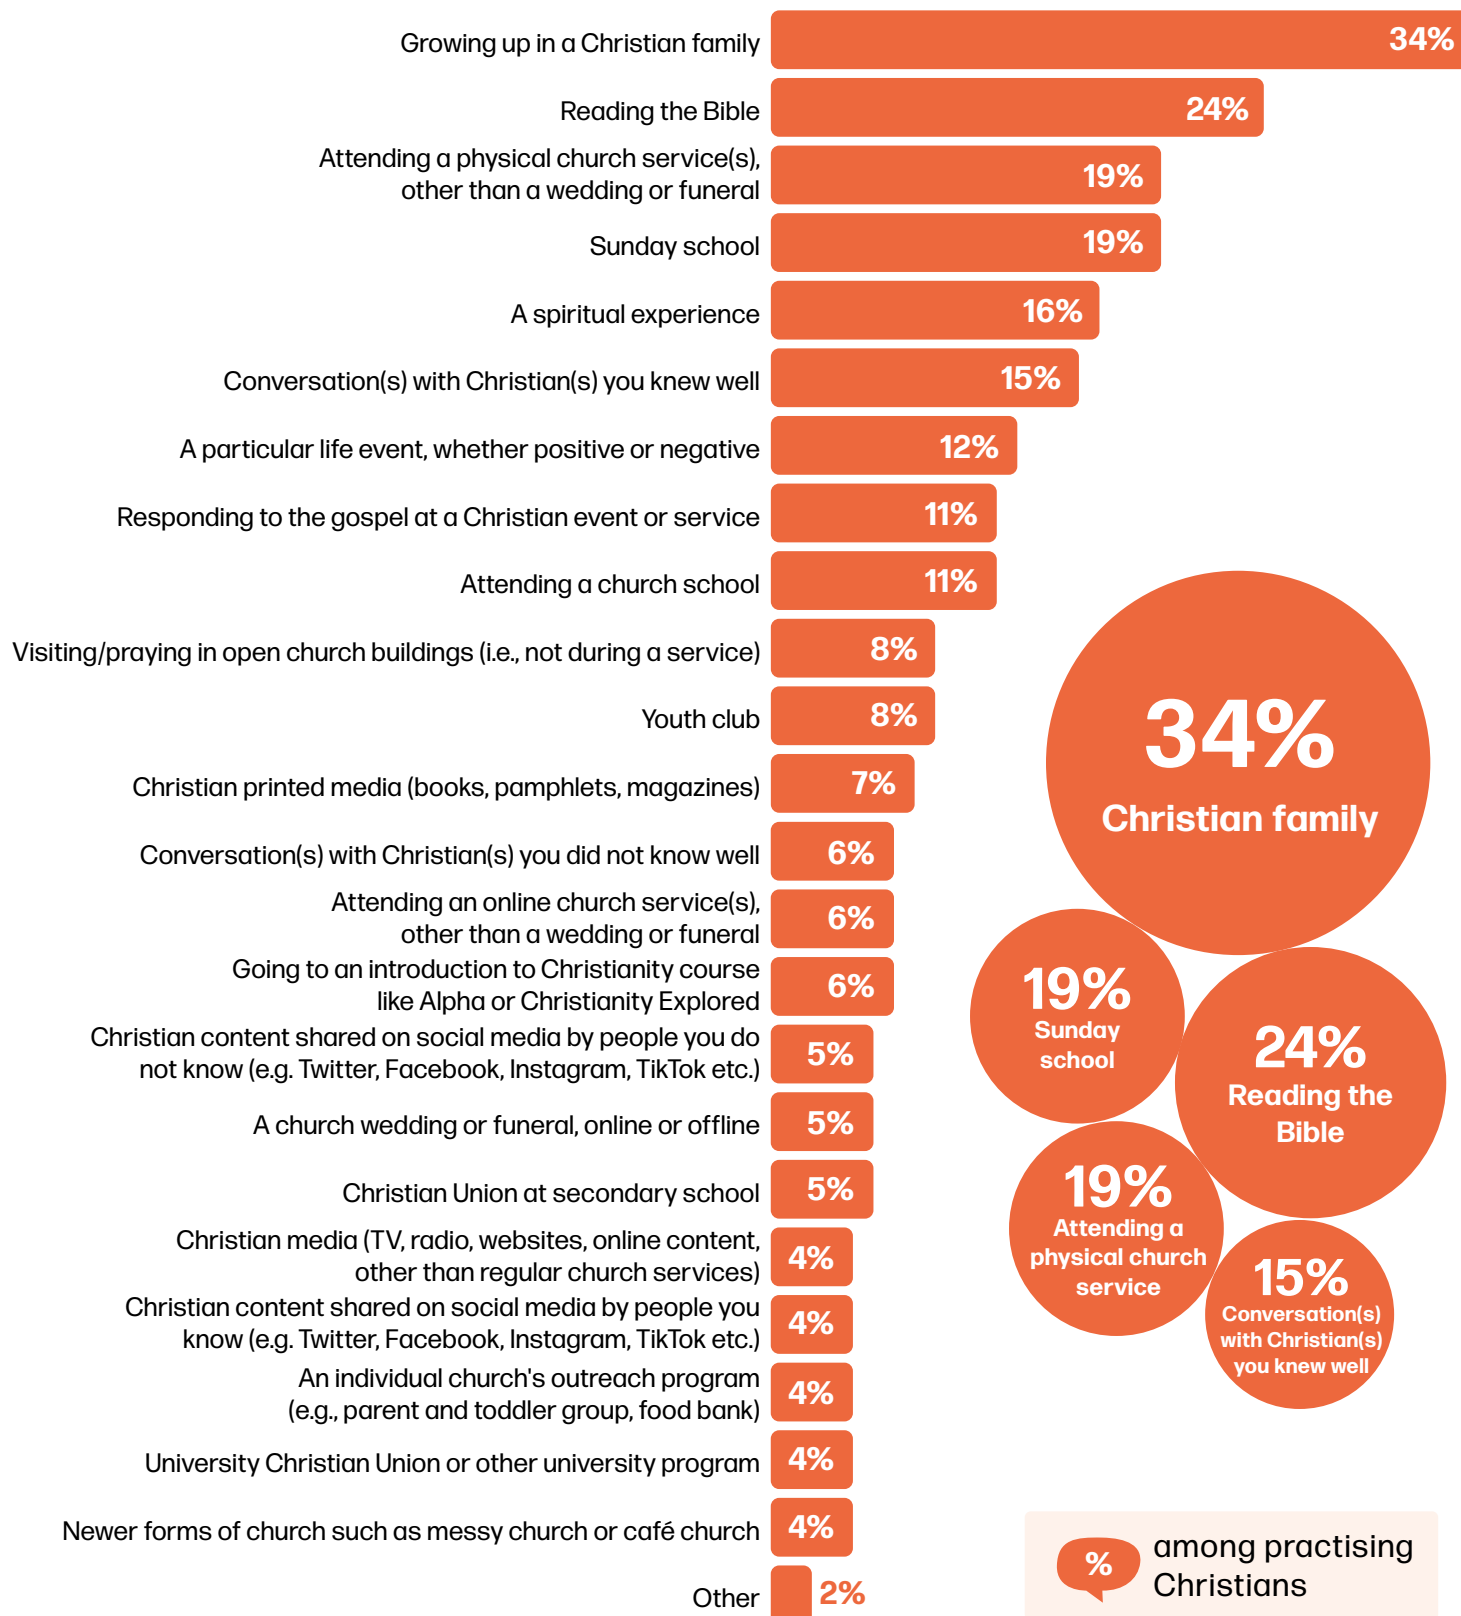 Growing up in a Christian family 34%
Reading the Bible 24%
Attending a physical church service(s),
other than a wedding or funeral 19%
Sunday school 19%
A spiritual experience 16%
Conversation(s) with Christian(s) you knew well 15%
A particular life event, whether positive or negative 12%
Responding to the gospel at a Christian event or service 11%
Attending a church school 11%
Visiting/praying in open church buildings (i.e., not during a service) 8%
Youth club 8%
Christian printed media (books, pamphlets, magazines) 7%
Conversation(s) with Christian(s) you did not know well 6%
Attending an online church service(s),
other than a wedding or funeral 6%
Going to an introduction to Christianity course
like Alpha or Christianity Explored 6%
Christian content shared on social media by people you do
not know (e.g. Twitter, Facebook, Instagram, TikTok etc.) 5%
A church wedding or funeral, online or offline 5%
Christian Union at secondary school 5%
Christian media (TV, radio, websites, online content,
other than regular church services) 4%
Christian content shared on social media by people you
know (e.g. Twitter, Facebook, Instagram, TikTok etc.) 4%
An individual church's outreach program
(e.g., parent and toddler group, food bank) 4%
University Christian Union or other university program 4%
Newer forms of church such as messy church or café church 4%
Other 2%
34%
Christian family
19%
Sunday
school
24%
Reading the
Bible
19%
Attending a
physical church
service
15%
Conversation(s)
with Christian(s)
you knew well
% among practising
Christians